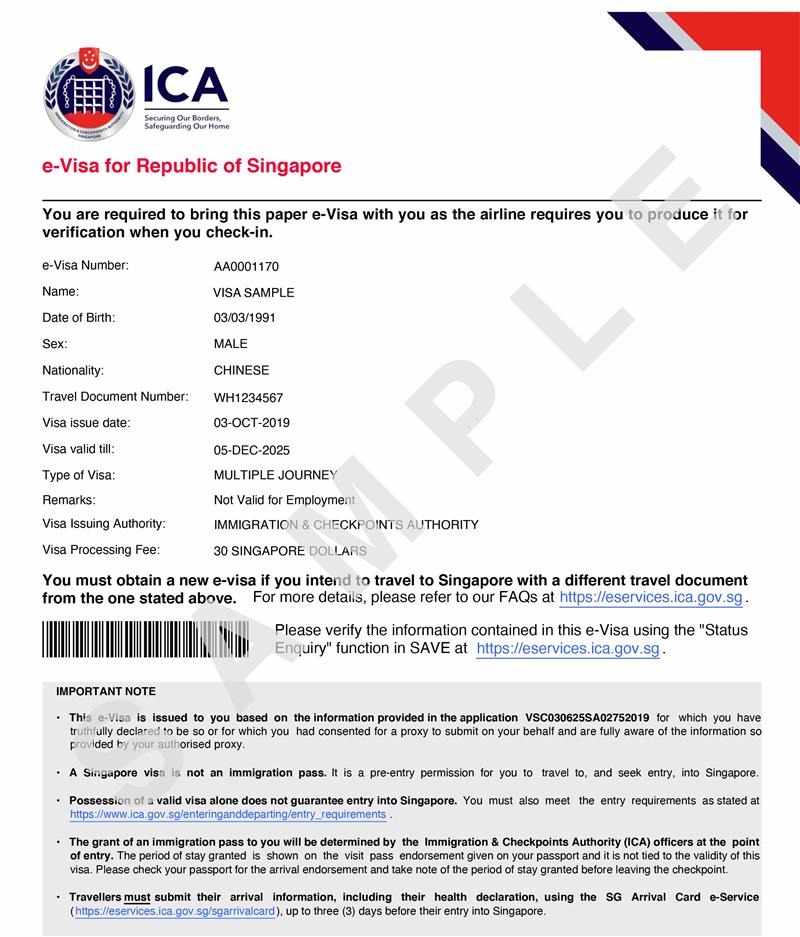 ICA
Securing Our Borders,
Safeguarding Our Home
IMMIGRATION & CHECKPOINTS AUTHORITY
SINGAPORE
e-Visa for Republic of Singapore
You are required to bring this paper e-Visa with you as the airline requires you to produce it for
verification when you check-in.
e-Visa Number: AA0001170
Name: VISA SAMPLE
Date of Birth: 03/03/1991
Sex: MALE
Nationality: CHINESE
Travel Document Number: WH1234567
Visa issue date: 03-OCT-2019
Visa valid till: 05-DEC-2025
Type of Visa: MULTIPLE JOURNEY
Remarks: Not Valid for Employment
Visa Issuing Authority: IMMIGRATION & CHECKPOINTS AUTHORITY
Visa Processing Fee: 30 SINGAPORE DOLLARS
You must obtain a new e-visa if you intend to travel to Singapore with a different travel document
from the one stated above. For more details, please refer to our FAQs at https://eservices.ica.gov.sg.
Please verify the information contained in this e-Visa using the "Status
Enquiry" function in SAVE at https://eservices.ica.gov.sg.
IMPORTANT NOTE
• This e-Visa is issued to you based on the information provided in the application VSC030625SA02752019 for which you have
truthfully declared to be so or for which you had consented for a proxy to submit on your behalf and are fully aware of the information so
provided by your authorised proxy.
• A Singapore visa is not an immigration pass. It is a pre-entry permission for you to travel to, and seek entry, into Singapore.
• Possession of a valid visa alone does not guarantee entry into Singapore. You must also meet the entry requirements as stated at
https://www.ica.gov.sg/enteringanddeparting/entry_requirements .
• The grant of an immigration pass to you will be determined by the Immigration & Checkpoints Authority (ICA) officers at the point
of entry. The period of stay granted is shown on the visit pass endorsement given on your passport and it is not tied to the validity of this
visa. Please check your passport for the arrival endorsement and take note of the period of stay granted before leaving the checkpoint.
• Travellers must submit their arrival information, including their health declaration, using the SG Arrival Card e-Service
(https://eservices.ica.gov.sg/sgarrivalcard), up to three (3) days before their entry into Singapore.
SAMPLE